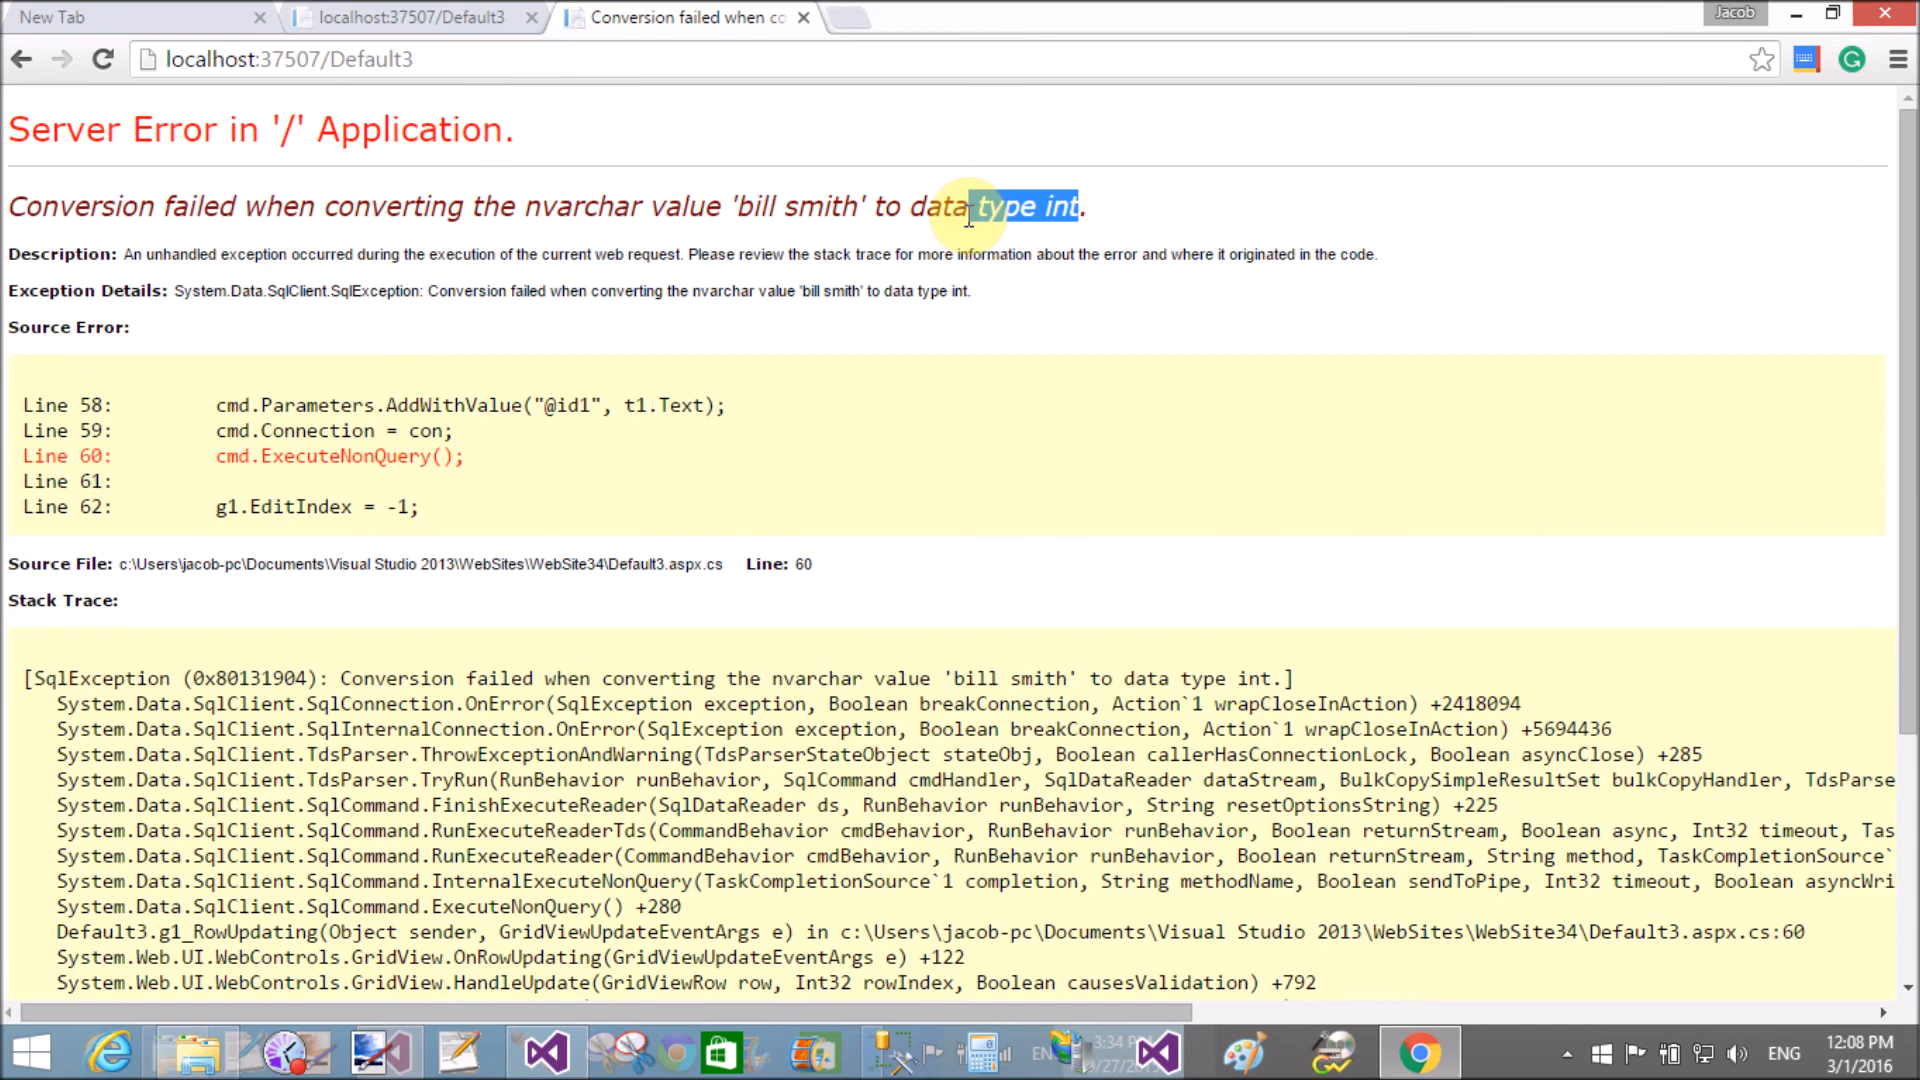 New Tab
localhost:37507/Default3
Conversion failed when co
Jacob
localhost:37507/Default3
Server Error in '/' Application.
Conversion failed when converting the nvarchar value 'bill smith' to data type int.
Description: An unhandled exception occurred during the execution of the current web request. Please review the stack trace for more information about the error and where it originated in the code.
Exception Details: System.Data.SqlClient.SqlException: Conversion failed when converting the nvarchar value 'bill smith' to data type int.
Source Error:
Line 58: cmd.Parameters.AddWithValue("@id1", t1.Text);
Line 59: cmd.Connection = con;
Line 60: cmd.ExecuteNonQuery();
Line 61:
Line 62: g1.EditIndex = -1;
Source File: c:\Users\jacob-pc\Documents\Visual Studio 2013\WebSites\WebSite34\Default3.aspx.cs Line: 60
Stack Trace:
[SqlException (0x80131904): Conversion failed when converting the nvarchar value 'bill smith' to data type int.]
System.Data.SqlClient.SqlConnection.OnError(SqlException exception, Boolean breakConnection, Action`1 wrapCloseInAction) +2418094
System.Data.SqlClient.SqlInternalConnection.OnError(SqlException exception, Boolean breakConnection, Action`1 wrapCloseInAction) +5694436
System.Data.SqlClient.TdsParser.ThrowExceptionAndWarning(TdsParserStateObject stateObj, Boolean callerHasConnectionLock, Boolean asyncClose) +285
System.Data.SqlClient.TdsParser.TryRun(RunBehavior runBehavior, SqlCommand cmdHandler, SqlDataReader dataStream, BulkCopySimpleResultSet bulkCopyHandler, TdsParse
System.Data.SqlClient.SqlCommand.FinishExecuteReader(SqlDataReader ds, RunBehavior runBehavior, String resetOptionsString) +225
System.Data.SqlClient.SqlCommand.RunExecuteReaderTds(CommandBehavior cmdBehavior, RunBehavior runBehavior, Boolean returnStream, Boolean async, Int32 timeout, Tas
System.Data.SqlClient.SqlCommand.RunExecuteReader(CommandBehavior cmdBehavior, RunBehavior runBehavior, Boolean returnStream, String method, TaskCompletionSource`
System.Data.SqlClient.SqlCommand.InternalExecuteNonQuery(TaskCompletionSource`1 completion, String methodName, Boolean sendToPipe, Int32 timeout, Boolean asyncWri
System.Data.SqlClient.SqlCommand.ExecuteNonQuery() +280
Default3.g1_RowUpdating(Object sender, GridViewUpdateEventArgs e) in c:\Users\jacob-pc\Documents\Visual Studio 2013\WebSites\WebSite34\Default3.aspx.cs:60
System.Web.UI.WebControls.GridView.OnRowUpdating(GridViewUpdateEventArgs e) +122
System.Web.UI.WebControls.GridView.HandleUpdate(GridViewRow row, Int32 rowIndex, Boolean causesValidation) +792
3:34
ENG
12:08 PM
3/1/2016